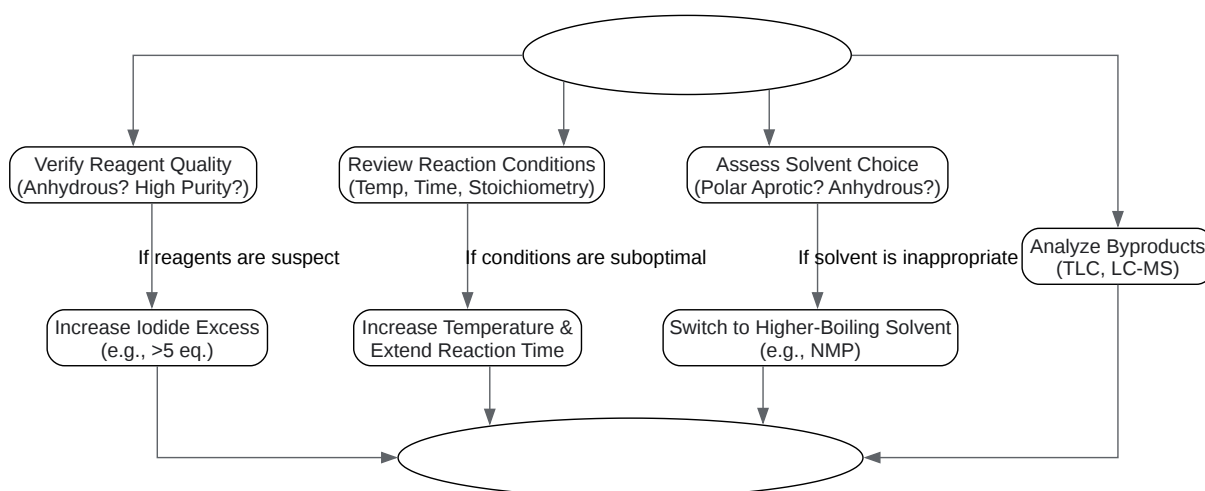 Verify Reagent Quality
(Anhydrous? High Purity?)
Review Reaction Conditions
(Temp, Time, Stoichiometry)
Assess Solvent Choice
(Polar Aprotic? Anhydrous?)
If reagents are suspect
If conditions are suboptimal
If solvent is inappropriate
Analyze Byproducts
(TLC, LC-MS)
Increase Iodide Excess
(e.g., >5 eq.)
Increase Temperature &
Extend Reaction Time
Switch to Higher-Boiling Solvent
(e.g., NMP)